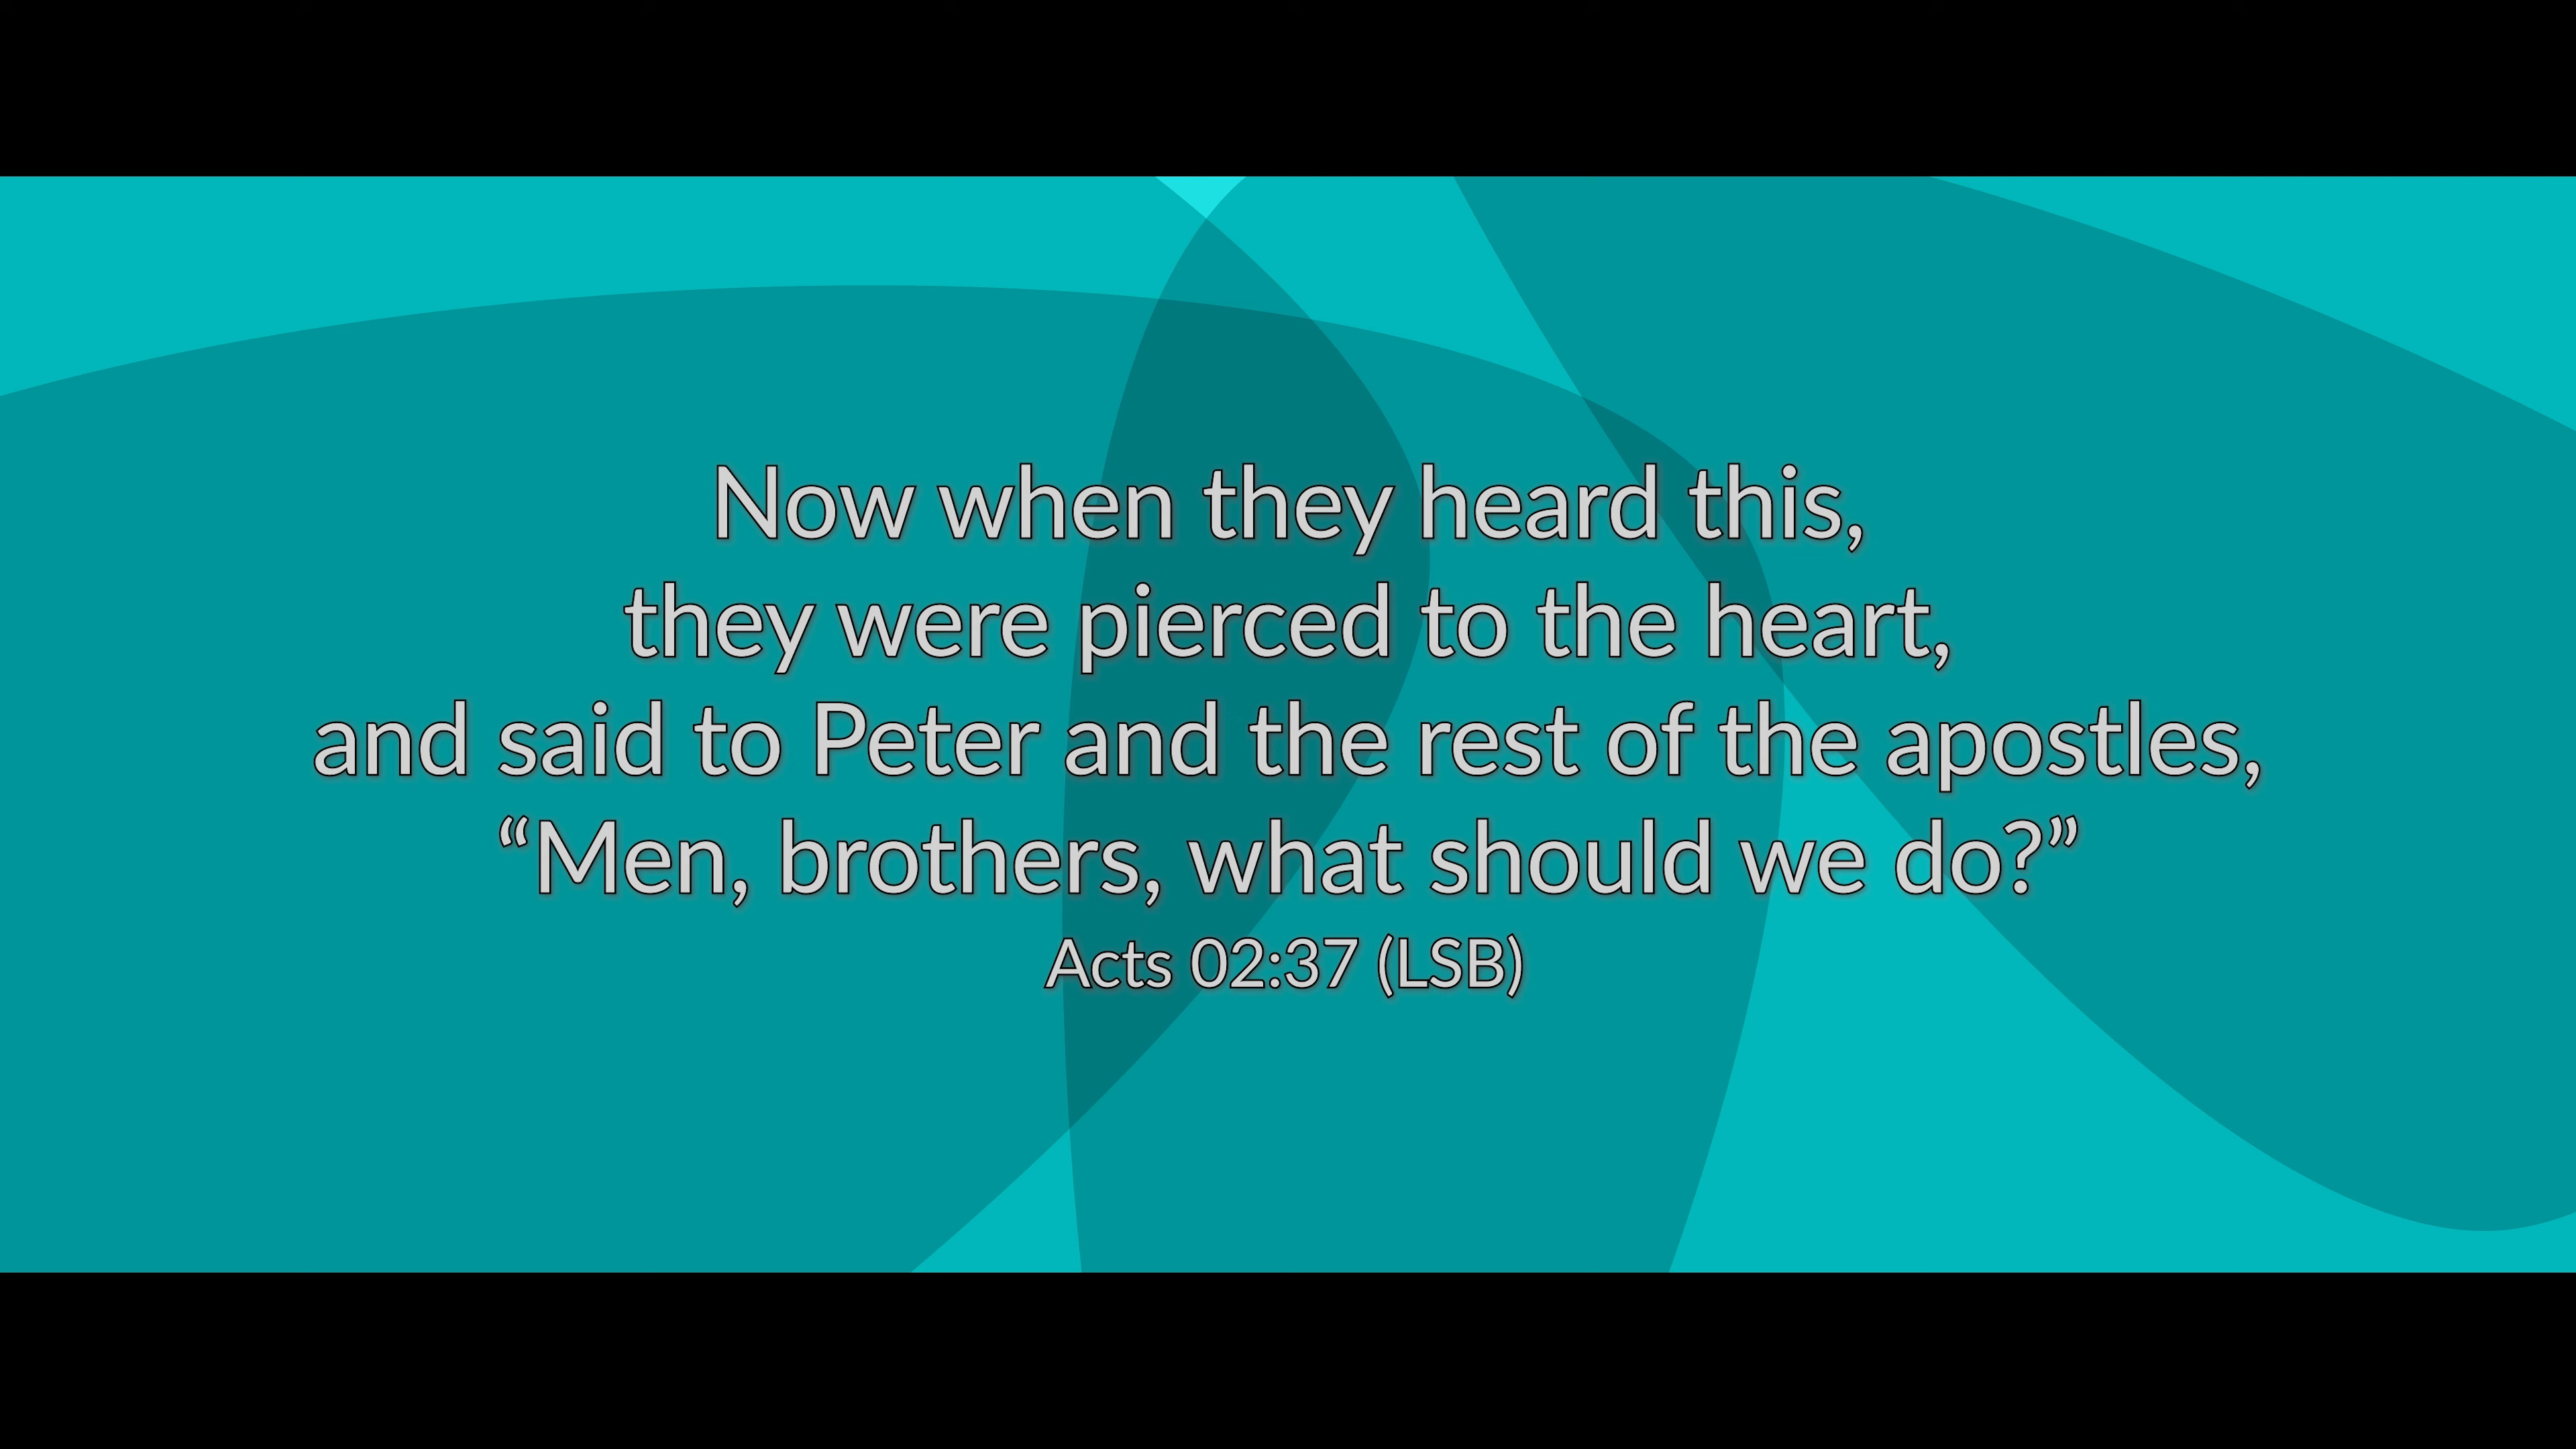 Now when they heard this,
they were pierced to the heart,
and said to Peter and the rest of the apostles,
“Men, brothers, what should we do?”
Acts 02:37 (LSB)